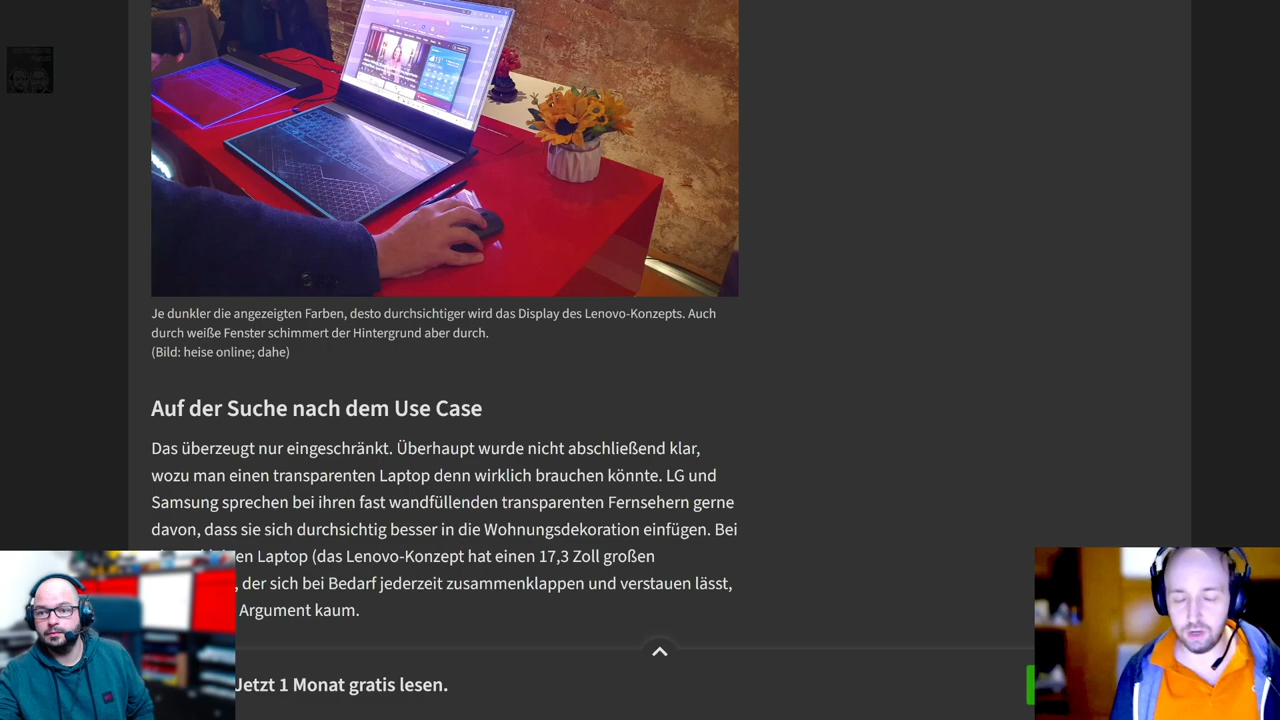 Je dunkler die angezeigten Farben, desto durchsichtiger wird das Display des Lenovo-Konzepts. Auch
durch weiße Fenster schimmert der Hintergrund aber durch.
(Bild: heise online; dahe)
Auf der Suche nach dem Use Case
Das überzeugt nur eingeschränkt. Überhaupt wurde nicht abschließend klar,
wozu man einen transparenten Laptop denn wirklich brauchen könnte. LG und
Samsung sprechen bei ihren fast wandfüllenden transparenten Fernsehern gerne
davon, dass sie sich durchsichtig besser in die Wohnungsdekoration einfügen. Bei
Laptop (das Lenovo-Konzept hat einen 17,3 Zoll großen
, der sich bei Bedarf jederzeit zusammenklappen und verstauen lässt,
Argument kaum.
Jetzt 1 Monat gratis lesen.